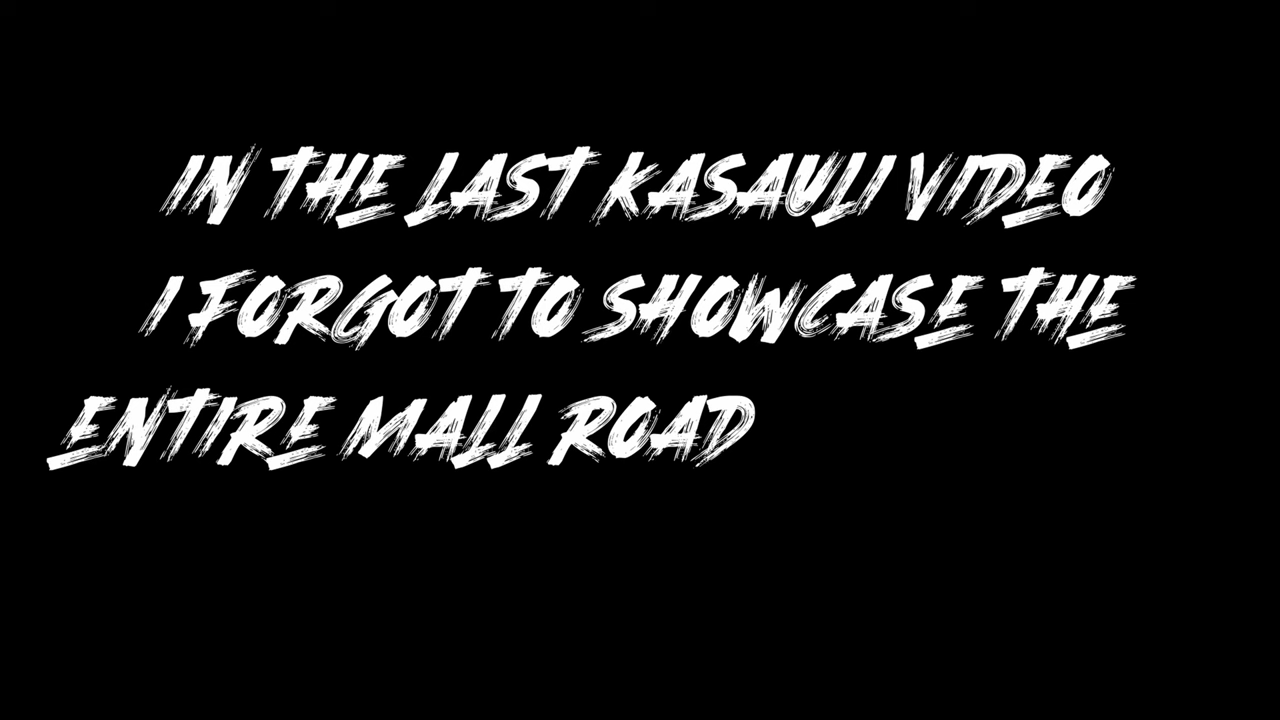 IN THE LAST KASAULI VIDEO
I FORGOT TO SHOWCASE THE
ENTIRE MALL ROAD